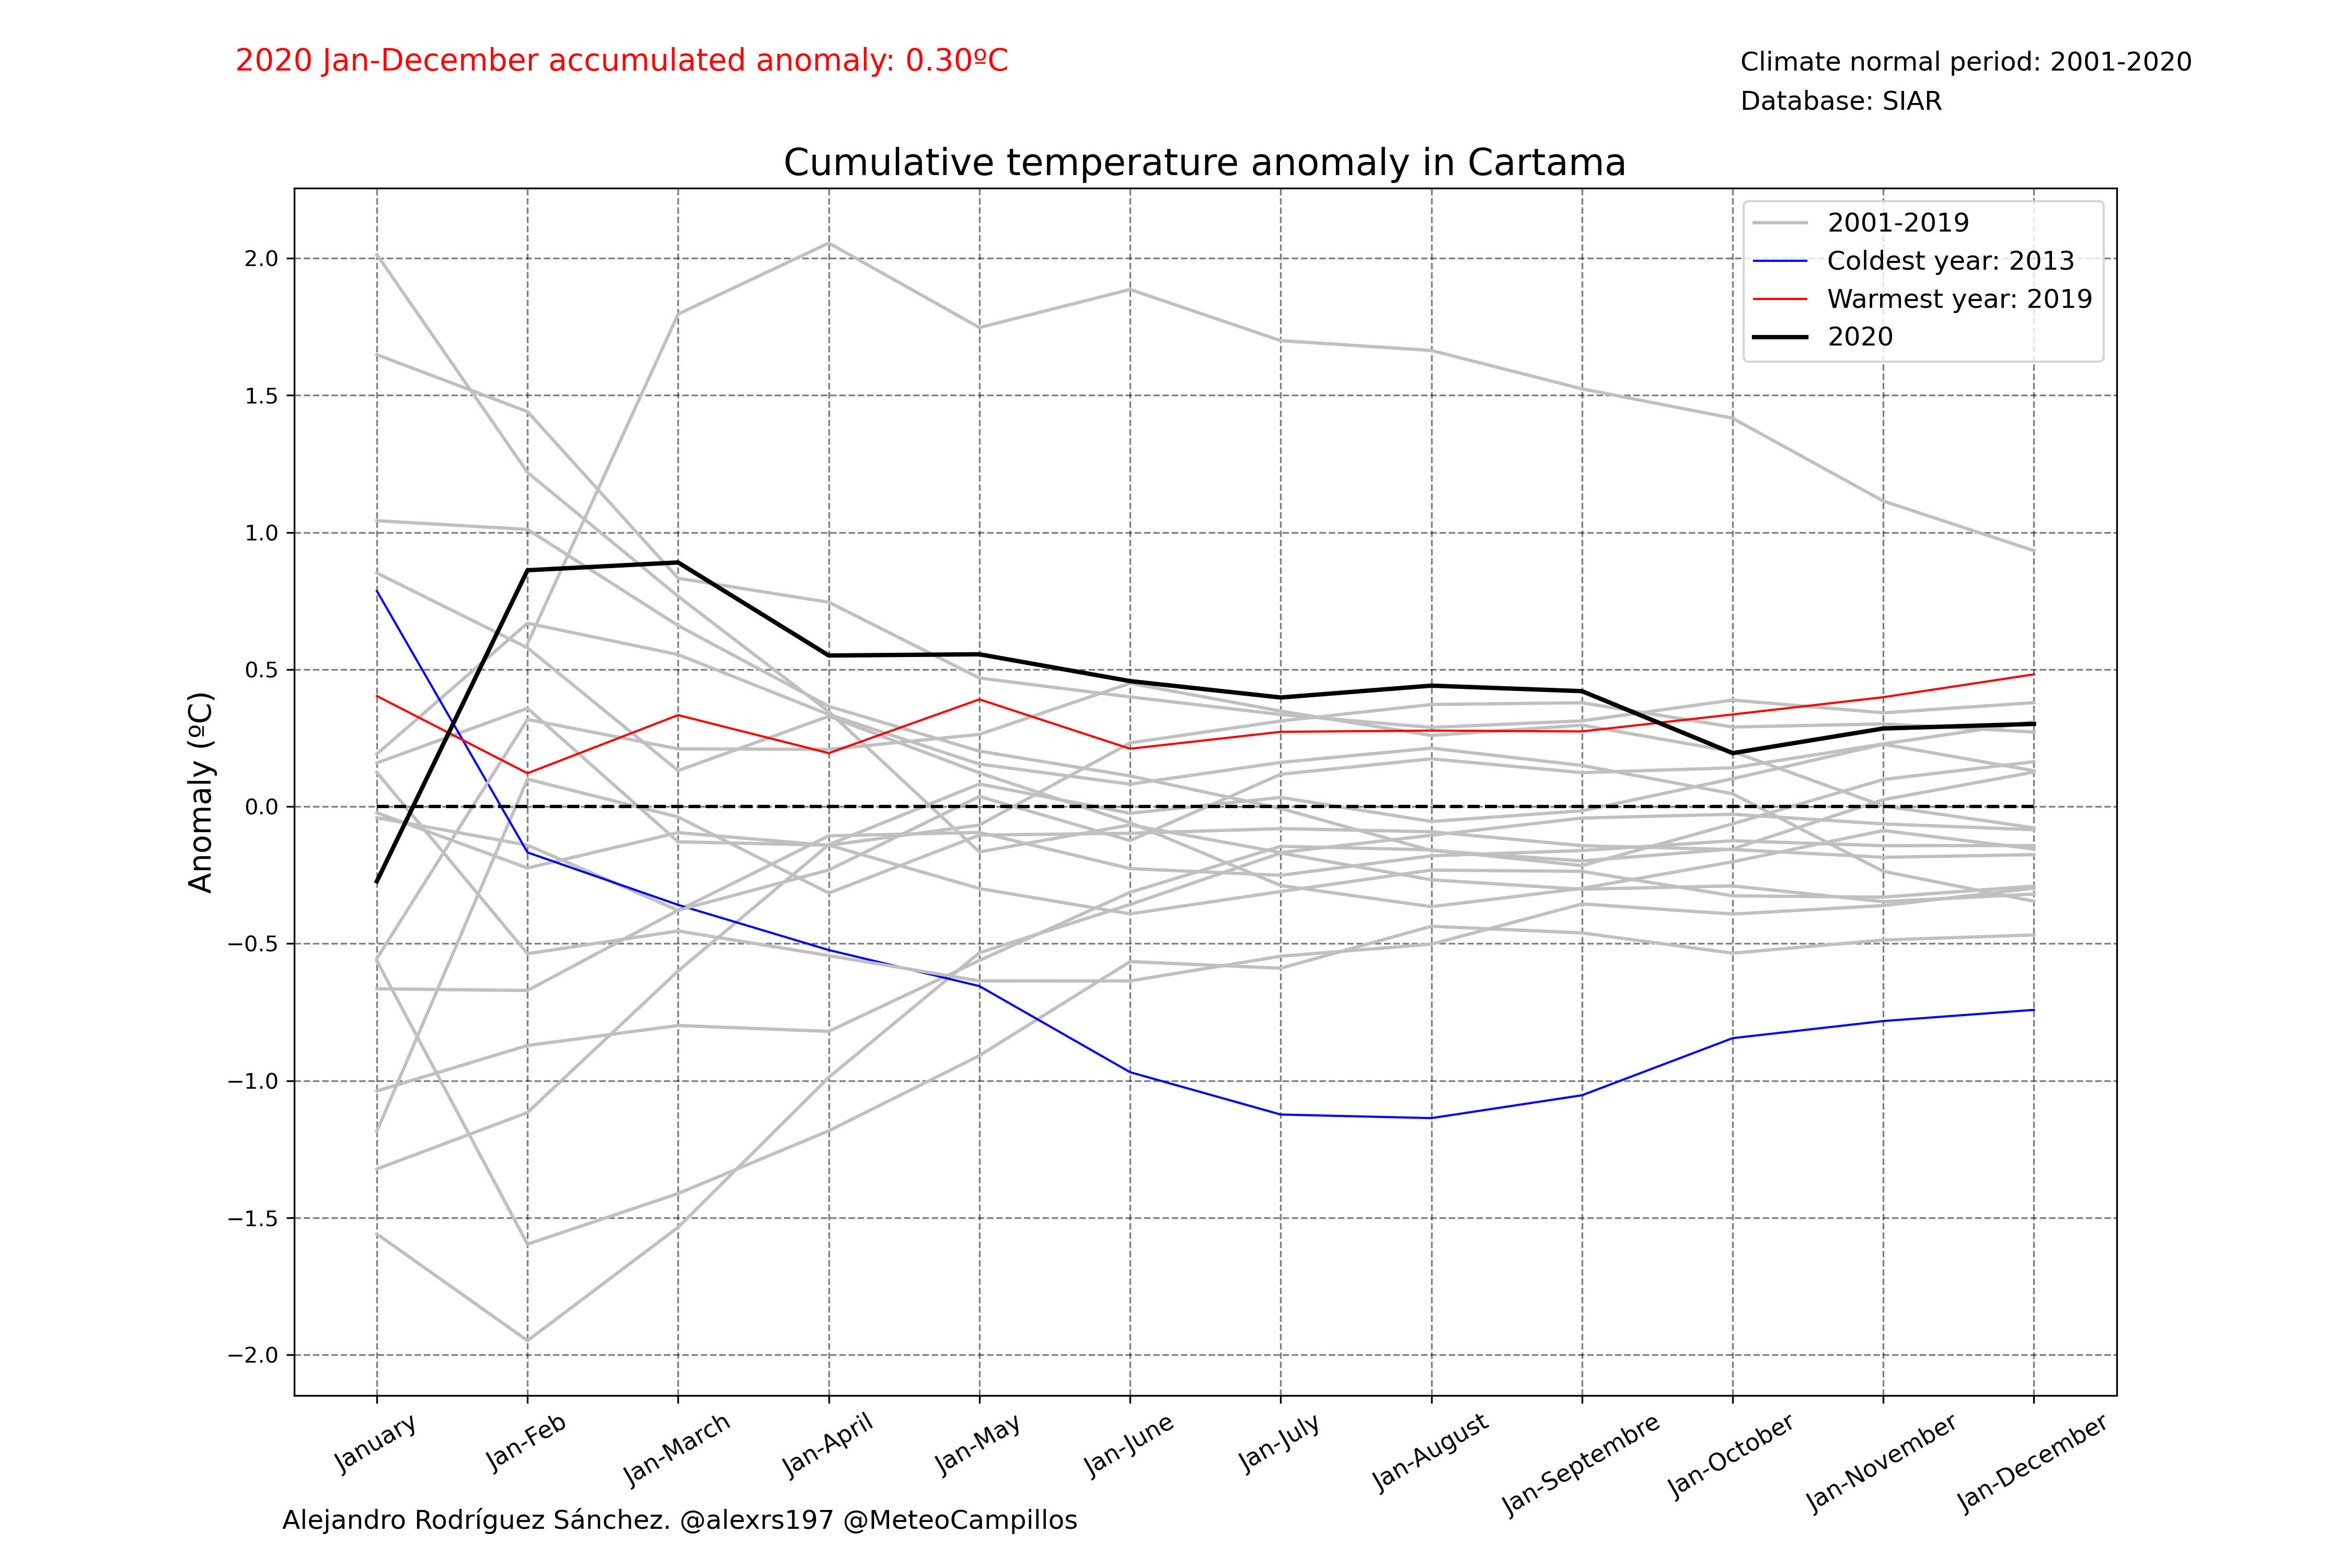 2020 Jan-December accumulated anomaly: 0.30ºC
Climate normal period: 2001-2020
Database: SIAR
Cumulative temperature anomaly in Cartama
2001-2019
Coldest year: 2013
Warmest year: 2019
2020
Anomaly (ºC)
2.0
1.5
1.0
0.5
0.0
−0.5
−1.0
−1.5
−2.0
January
Jan-Feb
Jan-March
Jan-April
Jan-May
Jan-June
Jan-July
Jan-August
Jan-Septembre
Jan-October
Jan-November
Jan-December
Alejandro Rodríguez Sánchez. @alexrs197 @MeteoCampillos